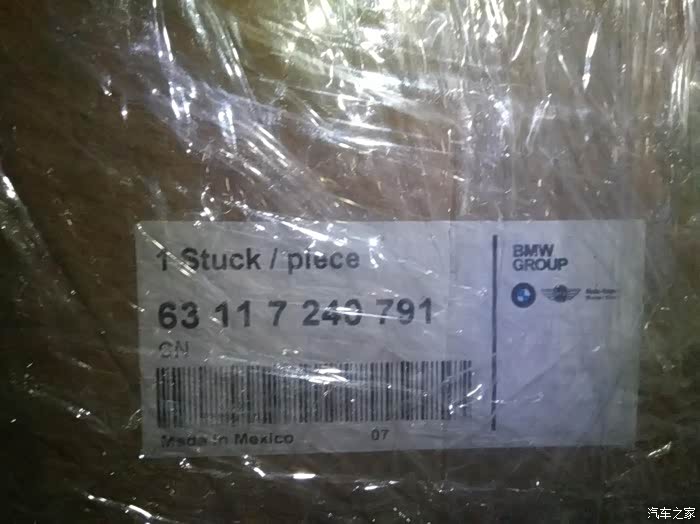 1 Stuck / piece
63 11 7 240 791
CN
Made in Mexico 07
BMW
GROUP
汽车之家